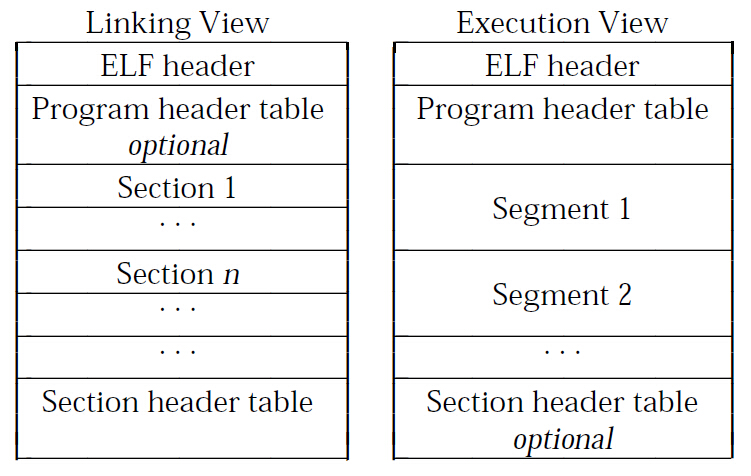 Linking View
ELF header
Program header table
optional
Section 1
. . .
Section n
. . .
. . .
Section header table
Execution View
ELF header
Program header table
Segment 1
Segment 2
. . .
Section header table
optional